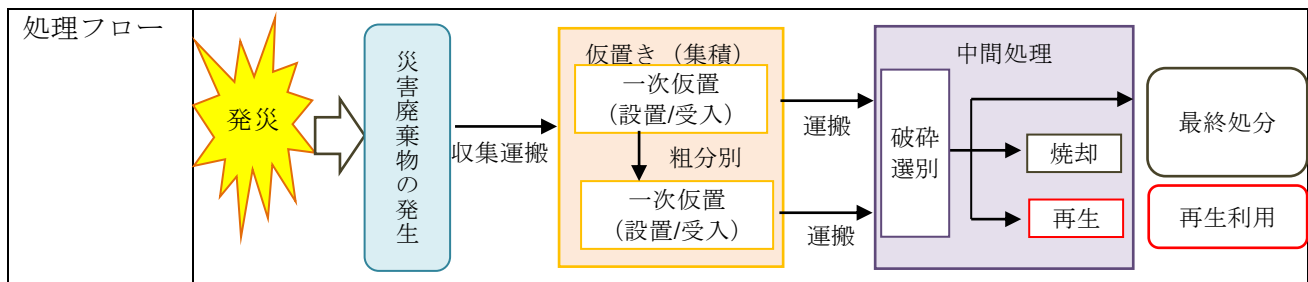 処理フロー
発災
災害廃棄物の発生
収集運搬
仮置き（集積）
一次仮置
（設置/受入）
粗分別
一次仮置
（設置/受入）
運搬
運搬
中間処理
破砕
選別
焼却
再生
最終処分
再生利用